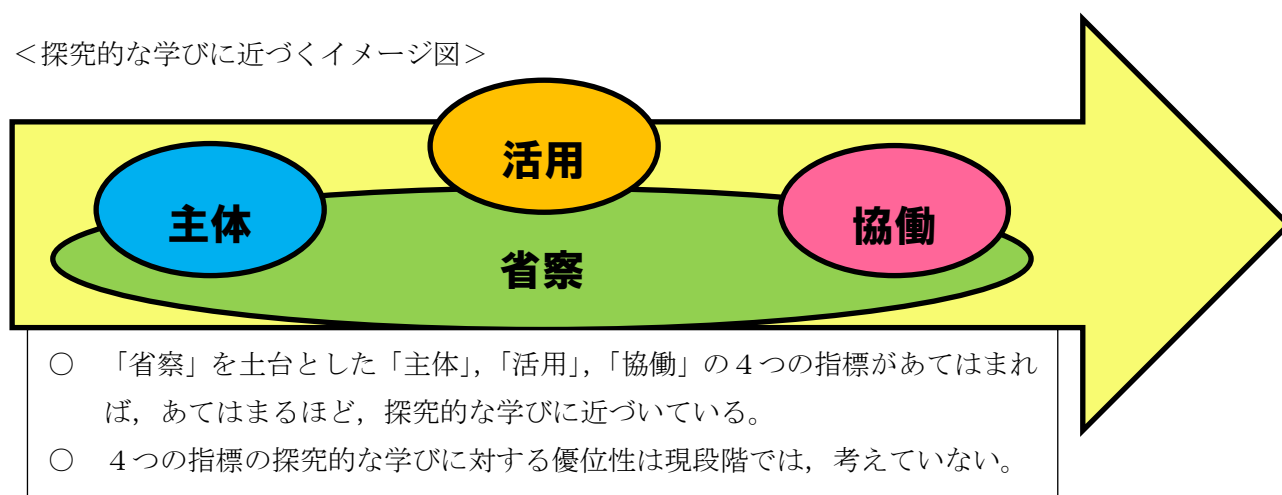 ＜探究的な学びに近づくイメージ図＞
活用
主体
協働
省察
○　「省察」を土台とした「主体」，「活用」，「協働」の４つの指標があてはまれ
ば，あてはまるほど，探究的な学びに近づいている。
○　４つの指標の探究的な学びに対する優位性は現段階では，考えていない。